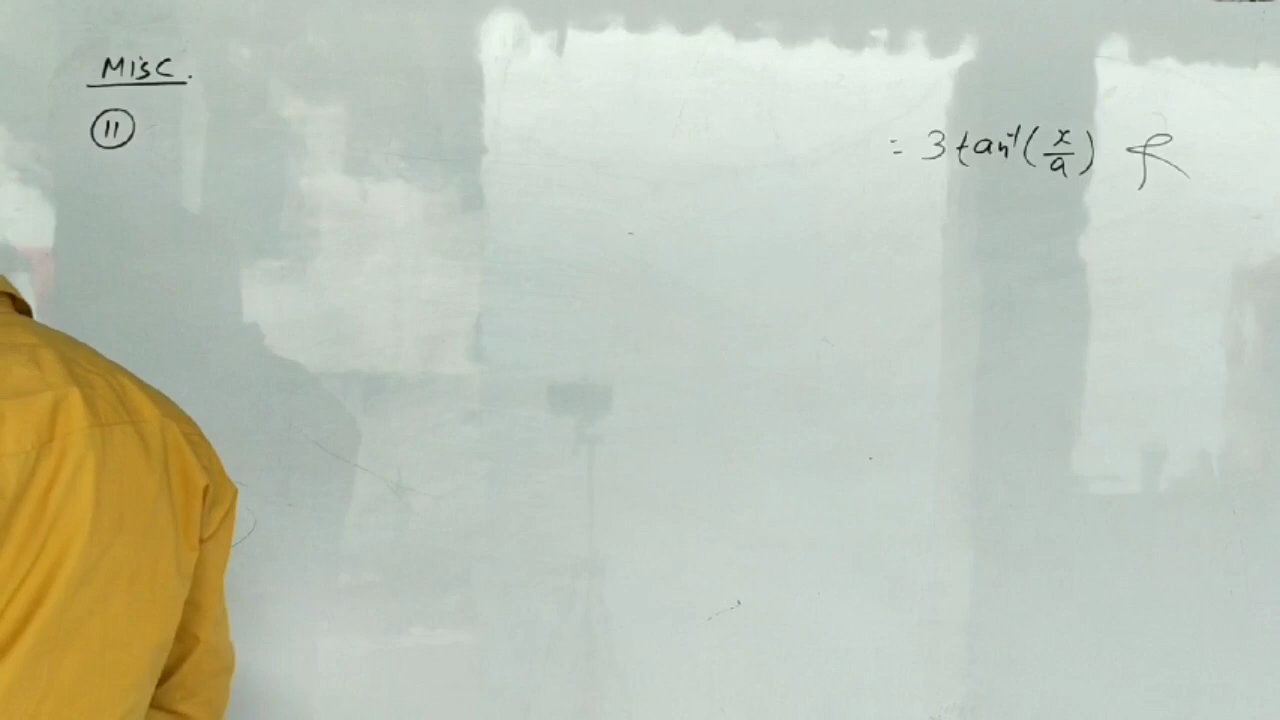 Misc.
11
= 3 tan⁻¹(x/a)